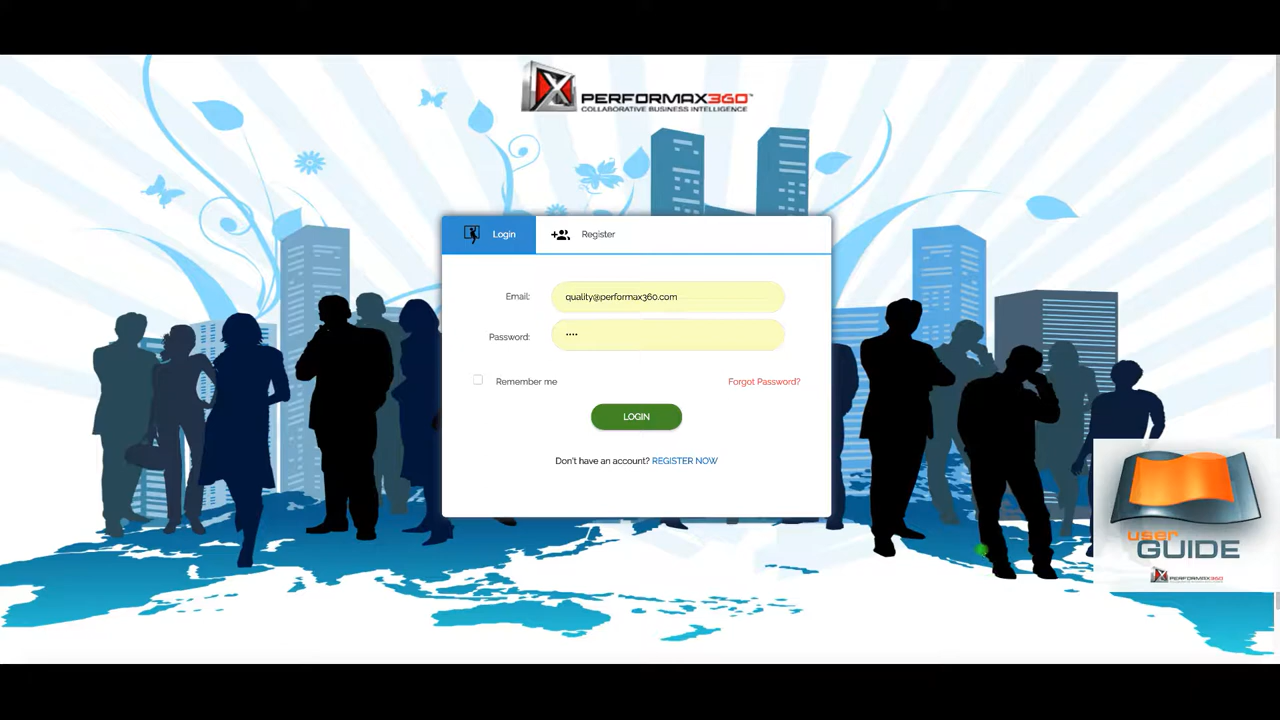 PERFORMAX360™
COLLABORATIVE BUSINESS INTELLIGENCE
Login
Register
Email:
quality@performax360.com
Password:
••••
Remember me
Forgot Password?
LOGIN
Don't have an account? REGISTER NOW
user
GUIDE
PERFORMAX360